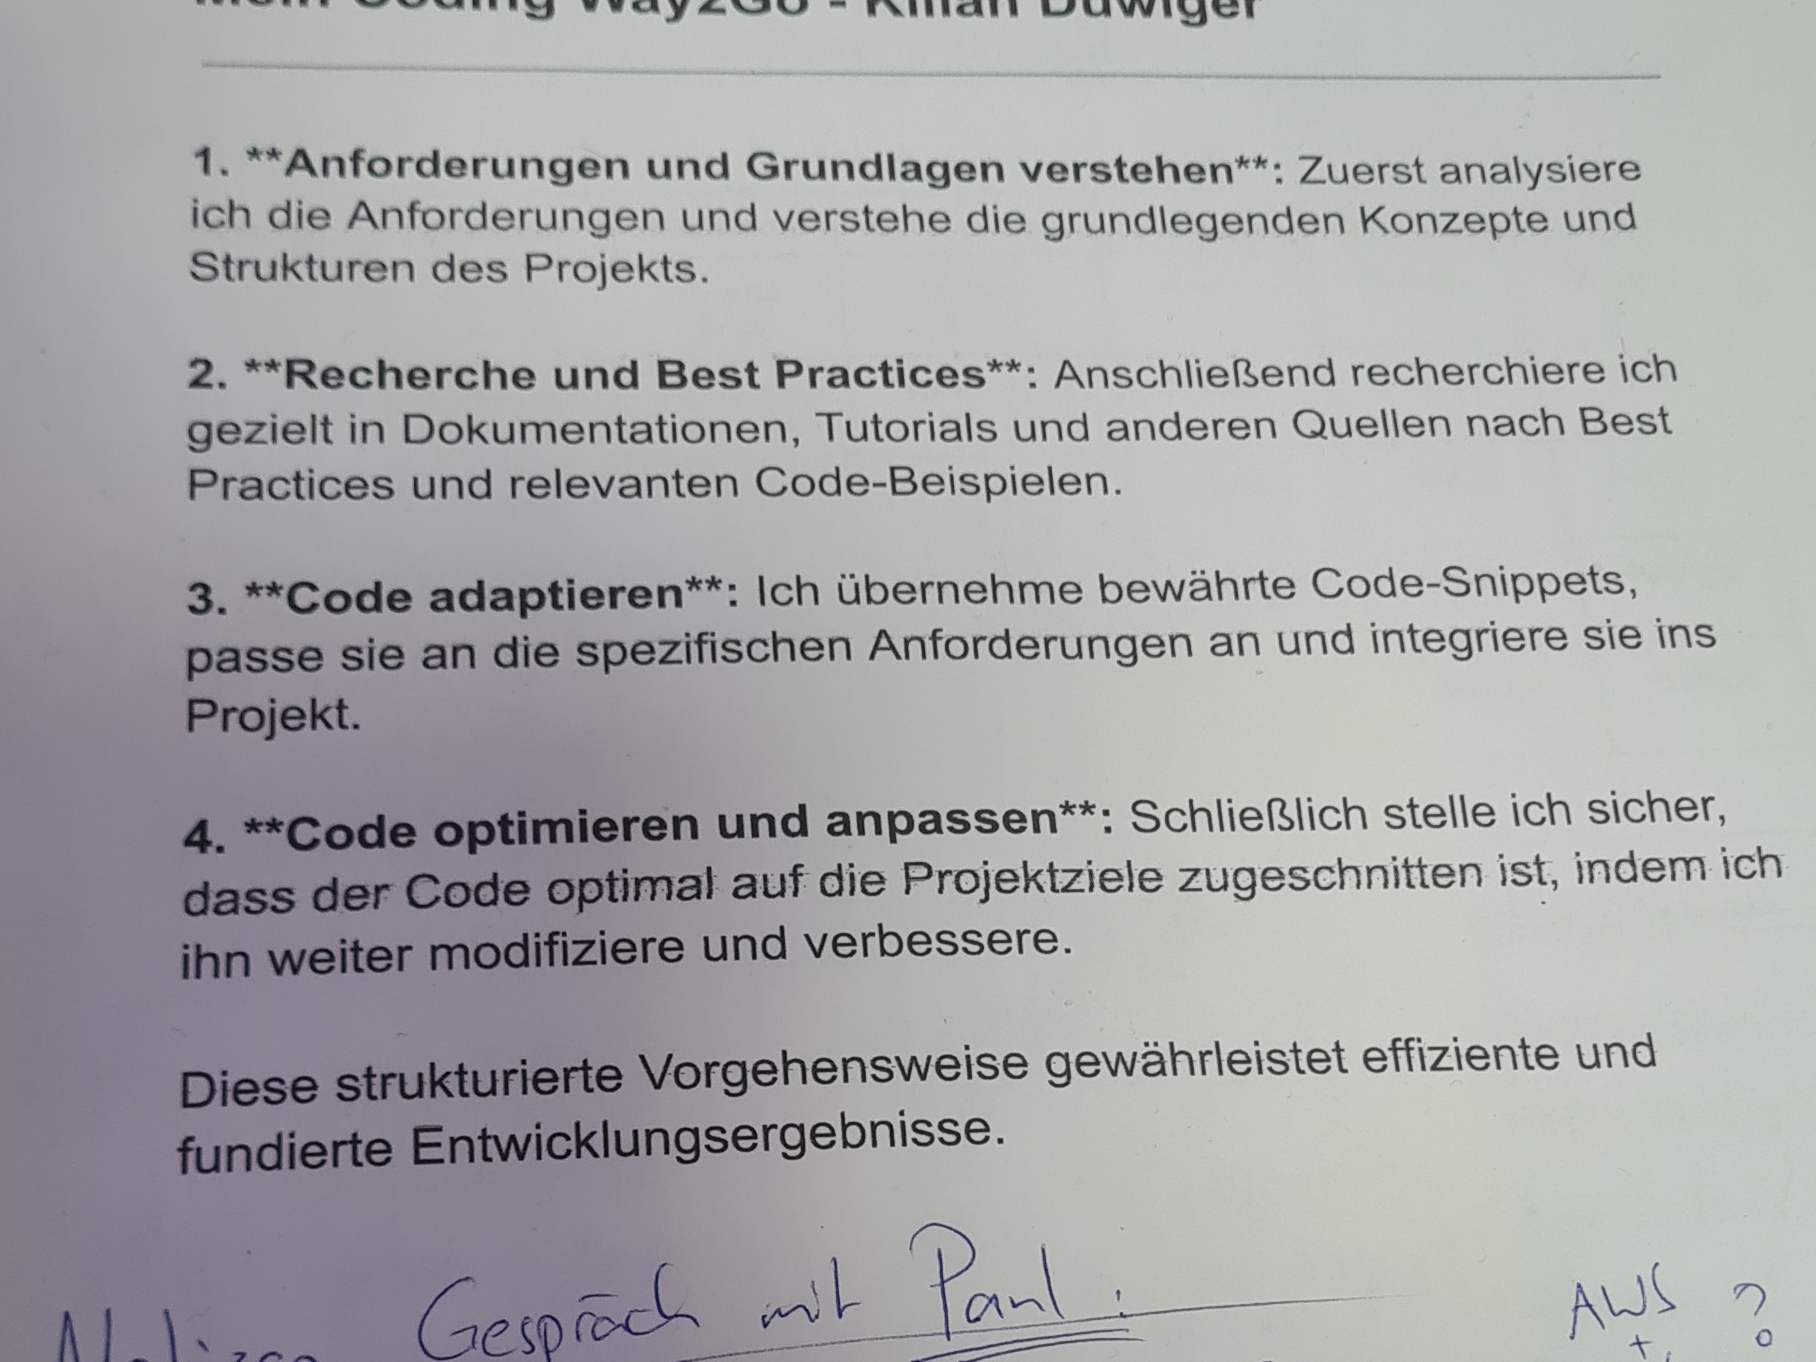 Mein Coding Way2Go - Kilian Duwiger
1. **Anforderungen und Grundlagen verstehen**: Zuerst analysiere
ich die Anforderungen und verstehe die grundlegenden Konzepte und
Strukturen des Projekts.
2. **Recherche und Best Practices**: Anschließend recherchiere ich
gezielt in Dokumentationen, Tutorials und anderen Quellen nach Best
Practices und relevanten Code-Beispielen.
3. **Code adaptieren**: Ich übernehme bewährte Code-Snippets,
passe sie an die spezifischen Anforderungen an und integriere sie ins
Projekt.
4. **Code optimieren und anpassen**: Schließlich stelle ich sicher,
dass der Code optimal auf die Projektziele zugeschnitten ist, indem ich
ihn weiter modifiziere und verbessere.
Diese strukturierte Vorgehensweise gewährleistet effiziente und
fundierte Entwicklungsergebnisse.
Gespräch mit Paul:
AWS ?
+